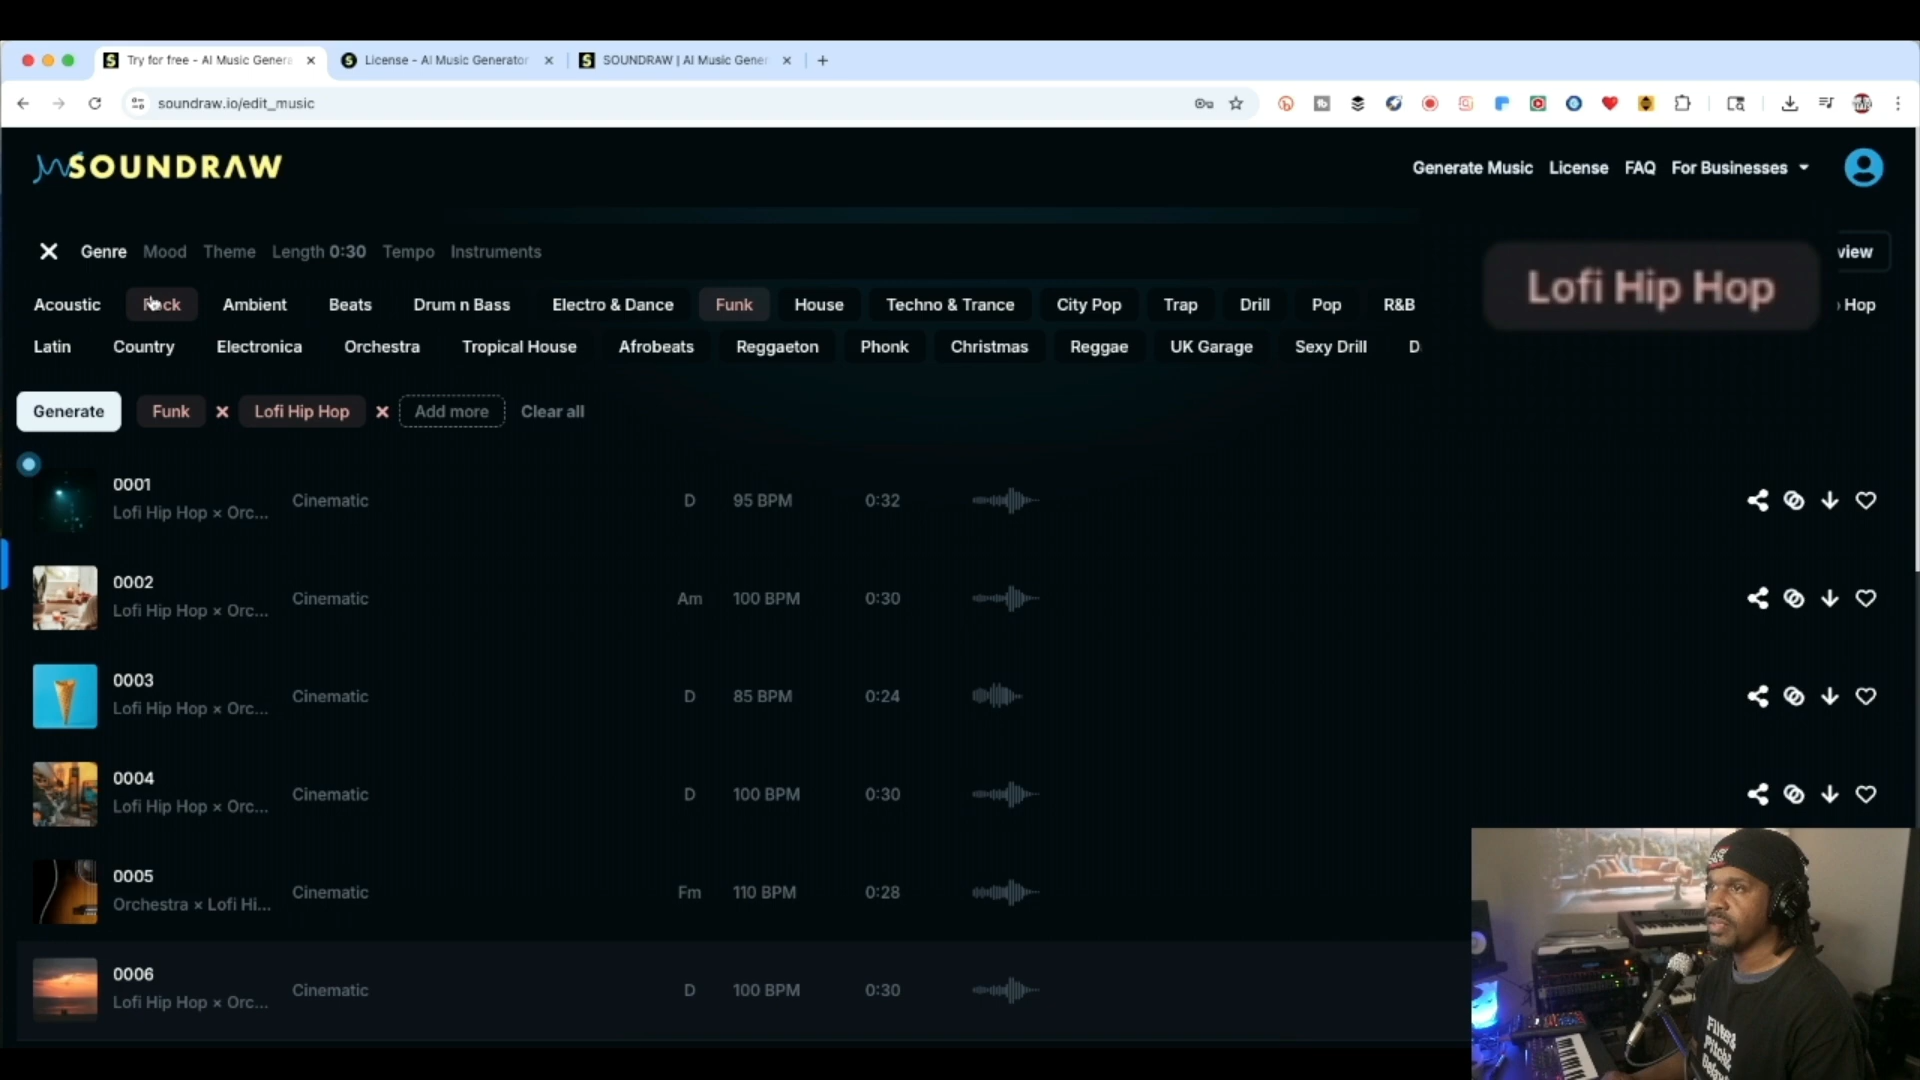 Try for free - AI Music Genera
License - AI Music Generator
SOUNDRAW | AI Music Gener
soundraw.io/edit_music
SOUNDRAW
Generate Music License FAQ For Businesses
Genre Mood Theme Length 0:30 Tempo Instruments
view
Lofi Hip Hop
Acoustic Rock Ambient Beats Drum n Bass Electro & Dance Funk House Techno & Trance City Pop Trap Drill Pop R&B Hop
Latin Country Electronica Orchestra Tropical House Afrobeats Reggaeton Phonk Christmas Reggae UK Garage Sexy Drill D
Generate Funk Lofi Hip Hop Add more Clear all
0001
Lofi Hip Hop × Orc... Cinematic D 95 BPM 0:32
0002
Lofi Hip Hop × Orc... Cinematic Am 100 BPM 0:30
0003
Lofi Hip Hop × Orc... Cinematic D 85 BPM 0:24
0004
Lofi Hip Hop × Orc... Cinematic D 100 BPM 0:30
0005
Orchestra × Lofi Hi... Cinematic Fm 110 BPM 0:28
0006
Lofi Hip Hop × Orc... Cinematic D 100 BPM 0:30